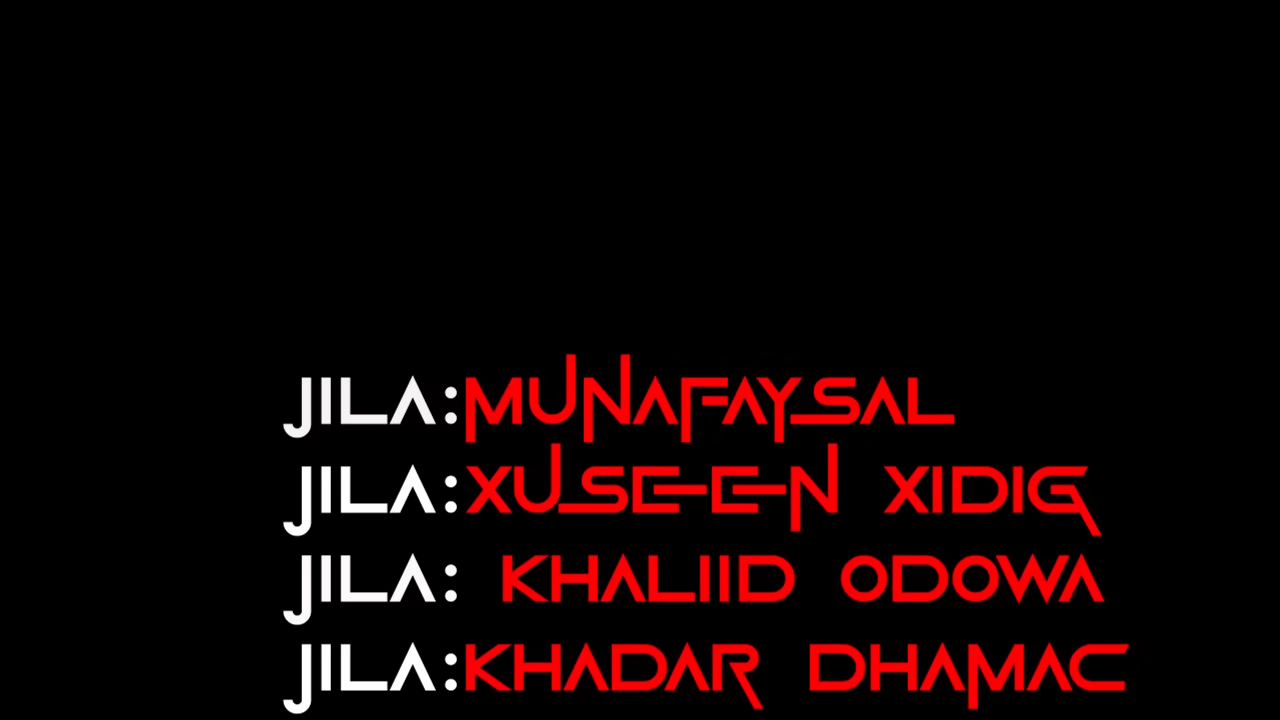 JILA:MUNAFAYSAL
JILA:XUSEEN XIDIG
JILA: KHALIID ODOWA
JILA:KHADAR DHAMAC